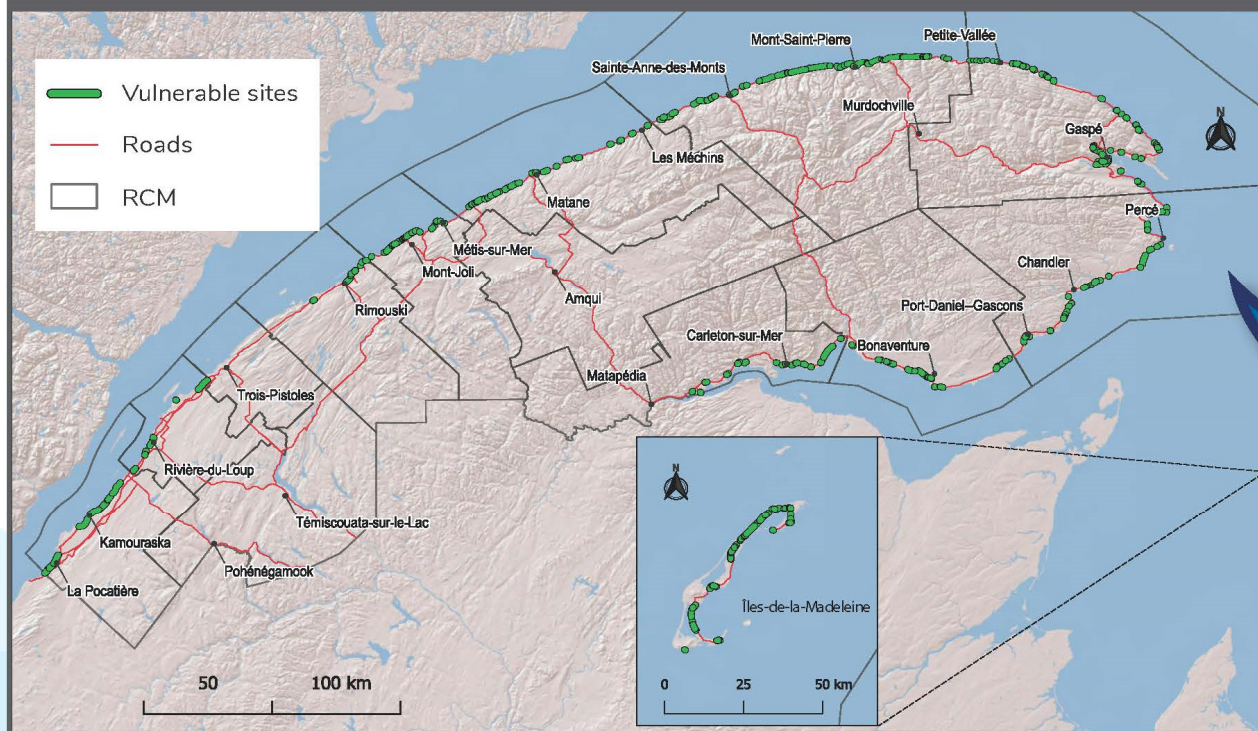 Vulnerable sites
Roads
RCM
Petite-Vallée
Mont-Saint-Pierre
Sainte-Anne-des-Monts
Murdochville
N
Gaspé
Les Méchins
Matane
Percé
Métis-sur-Mer
Mont-Joli
Chandler
Amqui
Rimouski
Port-Daniel--Gascons
Carleton-sur-Mer
Bonaventure
Matapédia
Trois-Pistoles
Rivière-du-Loup
Témiscouata-sur-le-Lac
Kamouraska
Pohénégamook
La Pocatière
N
Îles-de-la-Madeleine
50 100 km
0 25 50 km